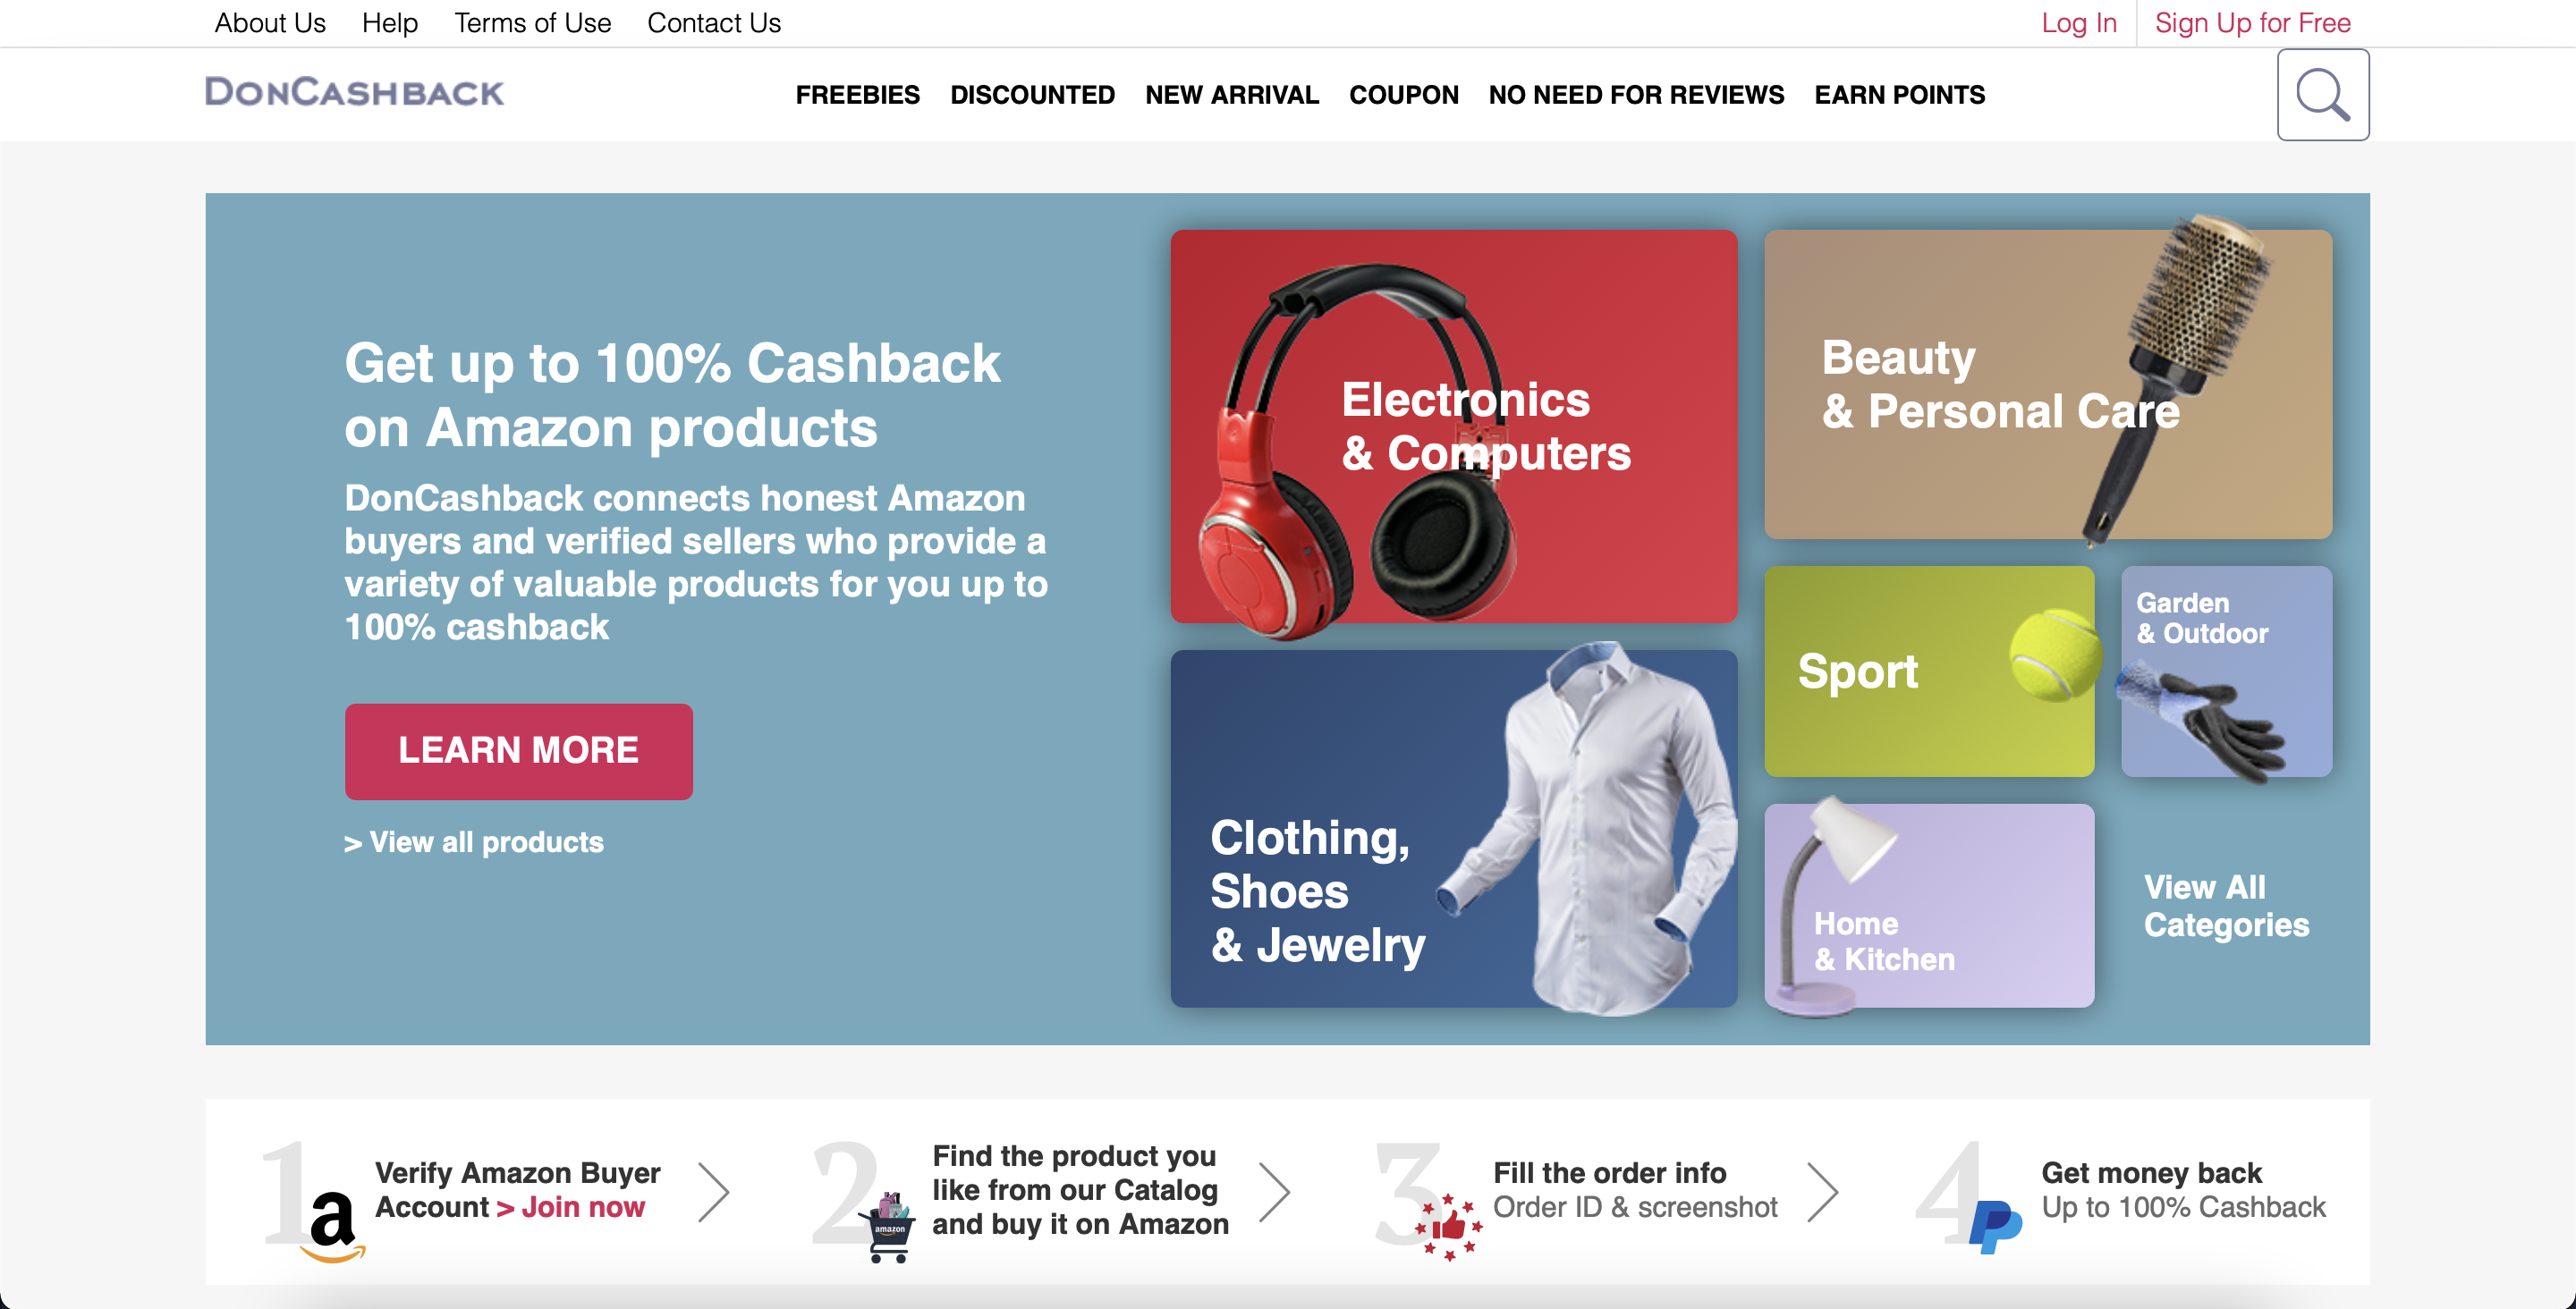 About Us Help Terms of Use Contact Us
Log In Sign Up for Free
DONCASHBACK
FREEBIES DISCOUNTED NEW ARRIVAL COUPON NO NEED FOR REVIEWS EARN POINTS
Get up to 100% Cashback
on Amazon products
DonCashback connects honest Amazon
buyers and verified sellers who provide a
variety of valuable products for you up to
100% cashback
LEARN MORE
> View all products
Electronics
& Computers
Beauty
& Personal Care
Clothing,
Shoes
& Jewelry
Sport
Garden
& Outdoor
Home
& Kitchen
View All
Categories
1
a
Verify Amazon Buyer
Account > Join now
2
amazon
Find the product you
like from our Catalog
and buy it on Amazon
3
Fill the order info
Order ID & screenshot
4
Get money back
Up to 100% Cashback